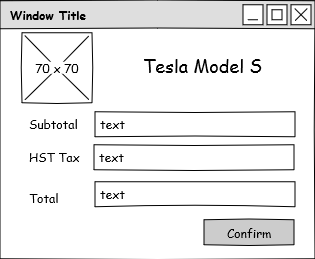 Window Title
70 x 70
Tesla Model S
Subtotal text
HST Tax text
Total text
Confirm